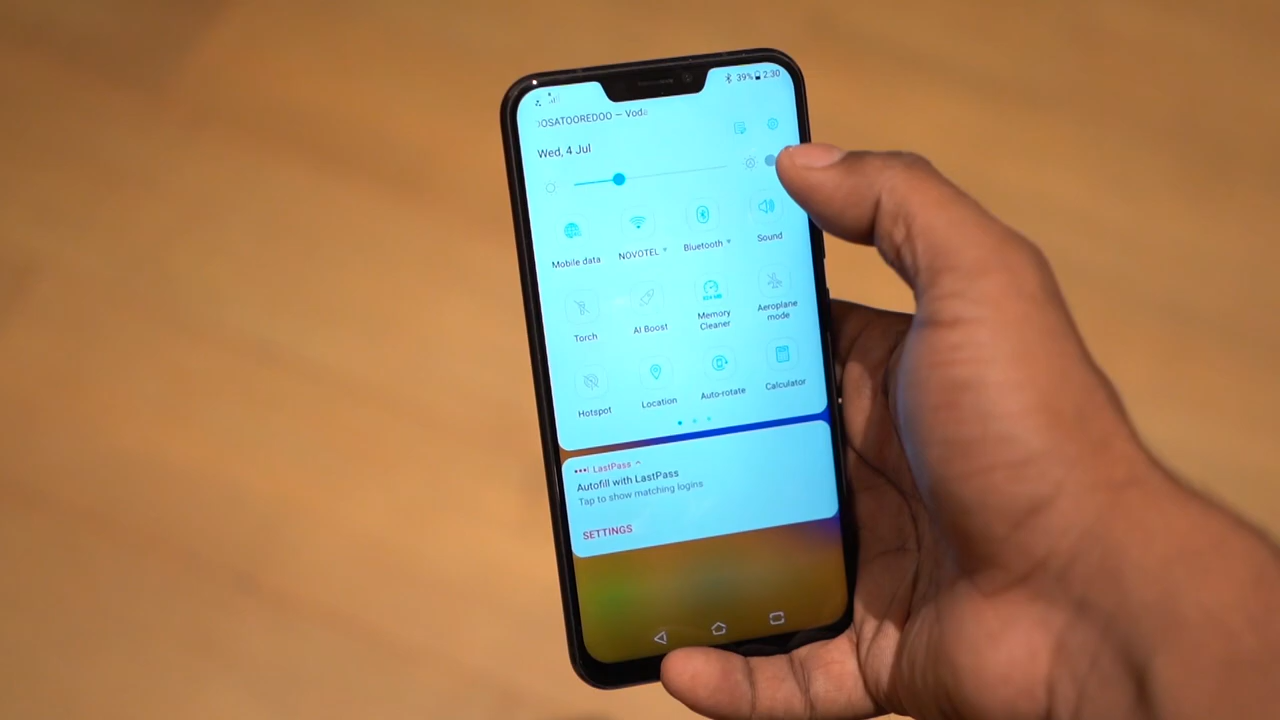 39% 2:30
OOSATOOREDOO — Voda
Wed, 4 Jul
Mobile data NOVOTEL Bluetooth Sound
Torch AI Boost Memory Cleaner Aeroplane mode
Hotspot Location Auto-rotate Calculator
LastPass
Autofill with LastPass
Tap to show matching logins
SETTINGS